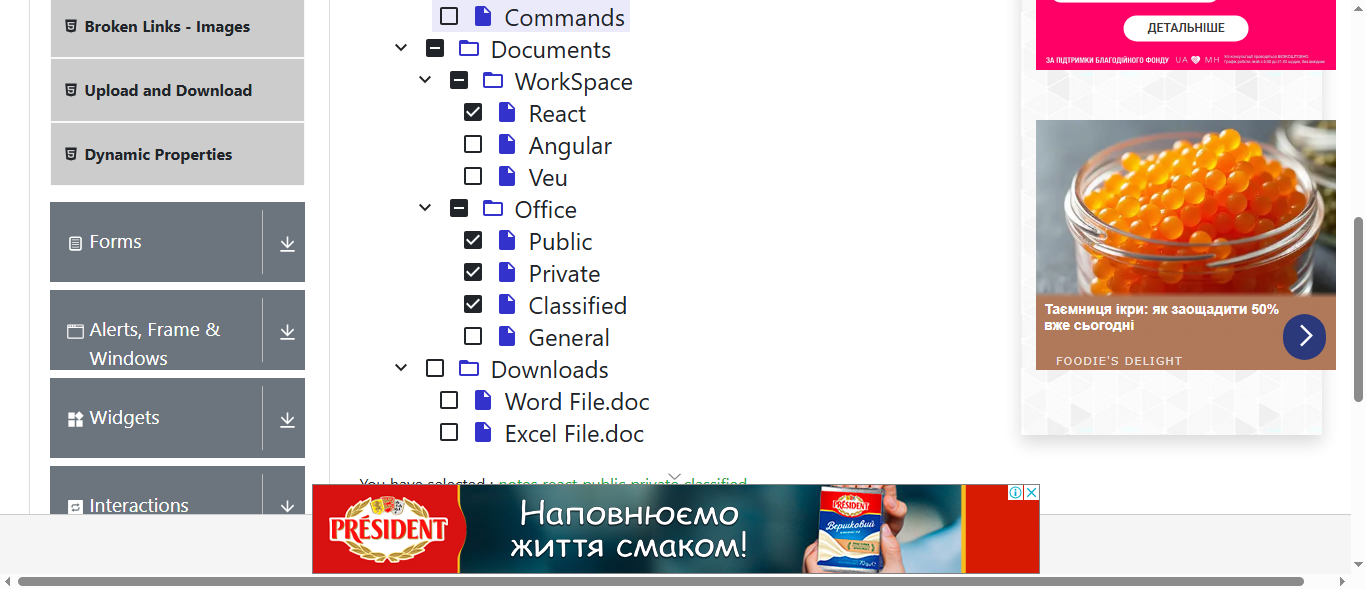 Broken Links - Images
Upload and Download
Dynamic Properties
Forms
Alerts, Frame &
Windows
Widgets
Interactions
Commands
Documents
WorkSpace
React
Angular
Veu
Office
Public
Private
Classified
General
Downloads
Word File.doc
Excel File.doc
You have selected : notes react public private classified
ДЕТАЛЬНІШЕ
ЗА ПІДТРИМКИ БЛАГОДІЙНОГО ФОНДУ UA MH
Таємниця ікри: як заощадити 50%
вже сьогодні
FOODIE'S DELIGHT
PRÉSIDENT
Наповнюємо
життя смаком!
PRÉSIDENT
Вершковий